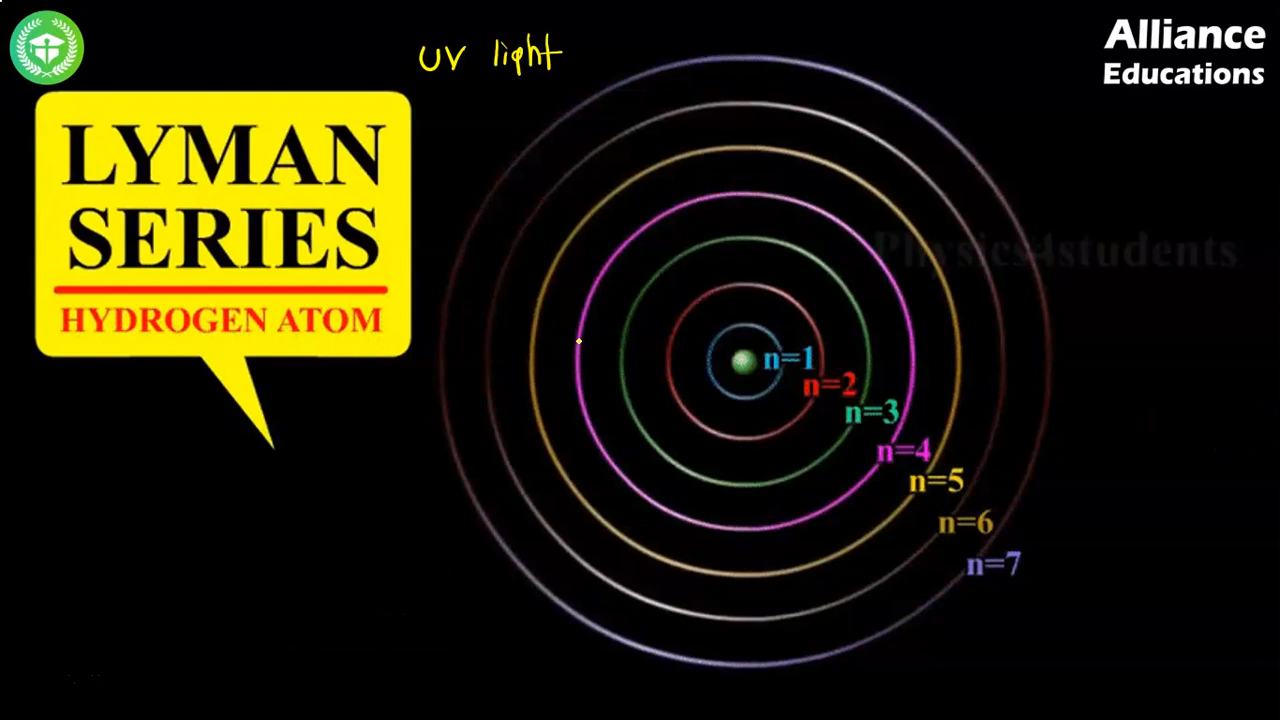 UV light
Alliance
Educations
LYMAN
SERIES
HYDROGEN ATOM
Physics4students
n=1
n=2
n=3
n=4
n=5
n=6
n=7